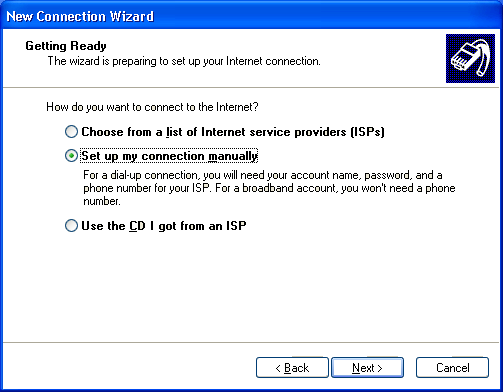 New Connection Wizard
Getting Ready
The wizard is preparing to set up your Internet connection.
How do you want to connect to the Internet?
Choose from a list of Internet service providers (ISPs)
Set up my connection manually
For a dial-up connection, you will need your account name, password, and a
phone number for your ISP. For a broadband account, you won't need a phone
number.
Use the CD I got from an ISP
< Back Next > Cancel